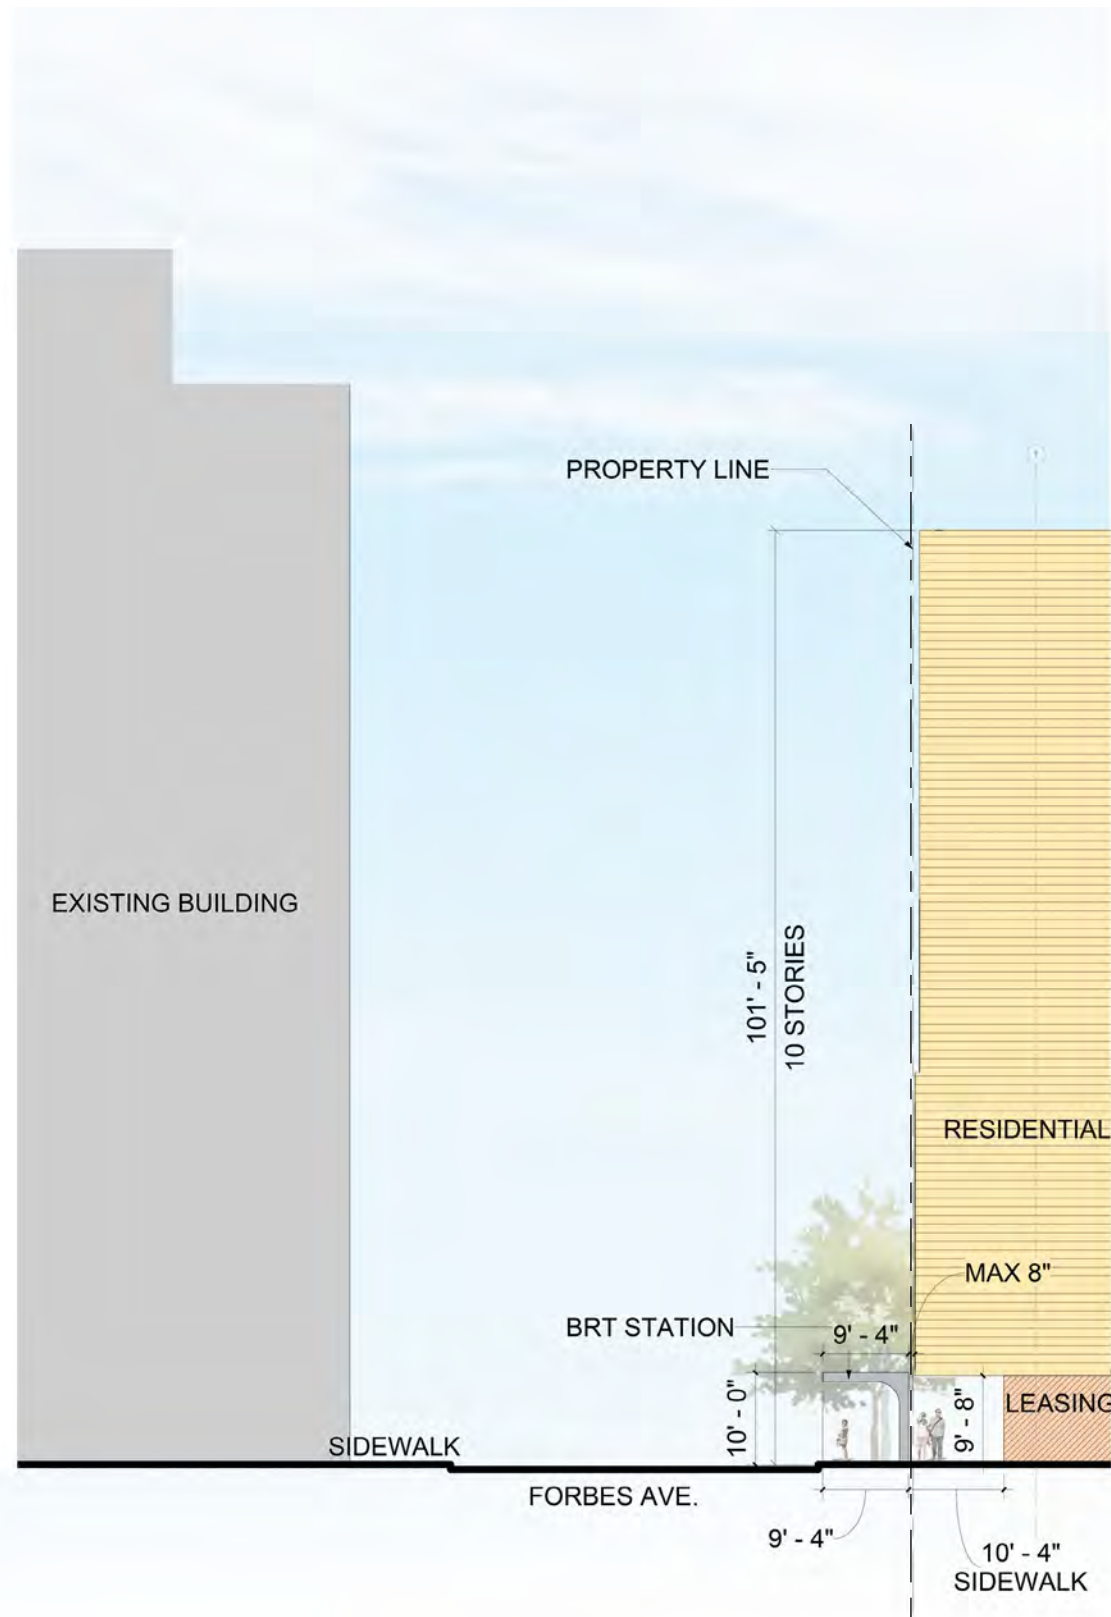 PROPERTY LINE
EXISTING BUILDING
101' - 5"
10 STORIES
RESIDENTIAL
MAX 8"
BRT STATION
9' - 4"
10' - 0"
9' - 8"
LEASING
SIDEWALK
FORBES AVE.
9' - 4"
10' - 4"
SIDEWALK